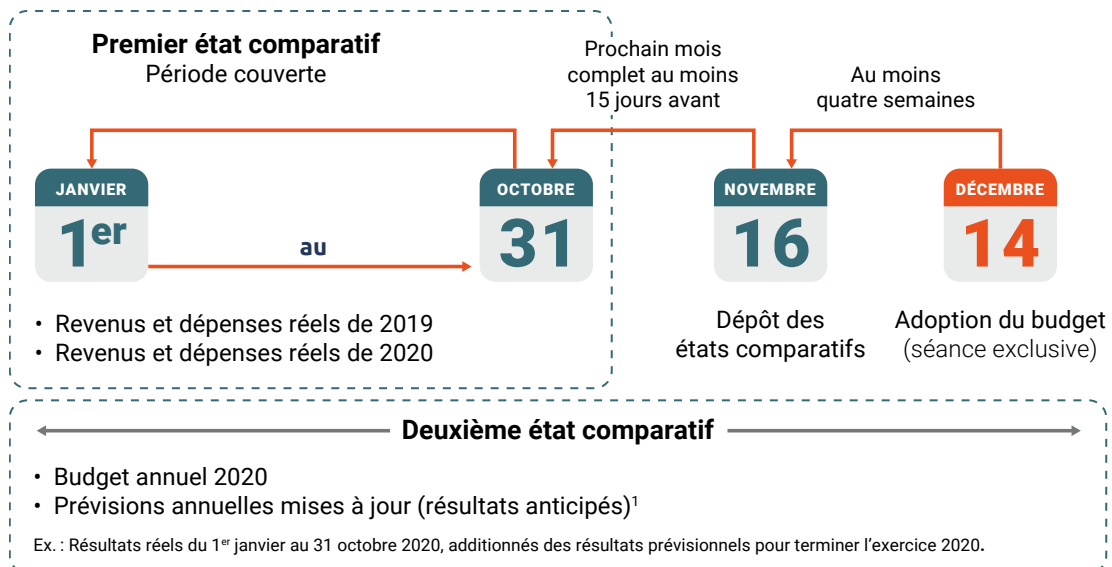 Premier état comparatif
Période couverte
Prochain mois
complet au moins
15 jours avant
Au moins
quatre semaines
JANVIER
1er
au
OCTOBRE
31
NOVEMBRE
16
DÉCEMBRE
14
• Revenus et dépenses réels de 2019
• Revenus et dépenses réels de 2020
Dépôt des
états comparatifs
Adoption du budget
(séance exclusive)
Deuxième état comparatif
• Budget annuel 2020
• Prévisions annuelles mises à jour (résultats anticipés)1
Ex. : Résultats réels du 1er janvier au 31 octobre 2020, additionnés des résultats prévisionnels pour terminer l’exercice 2020.